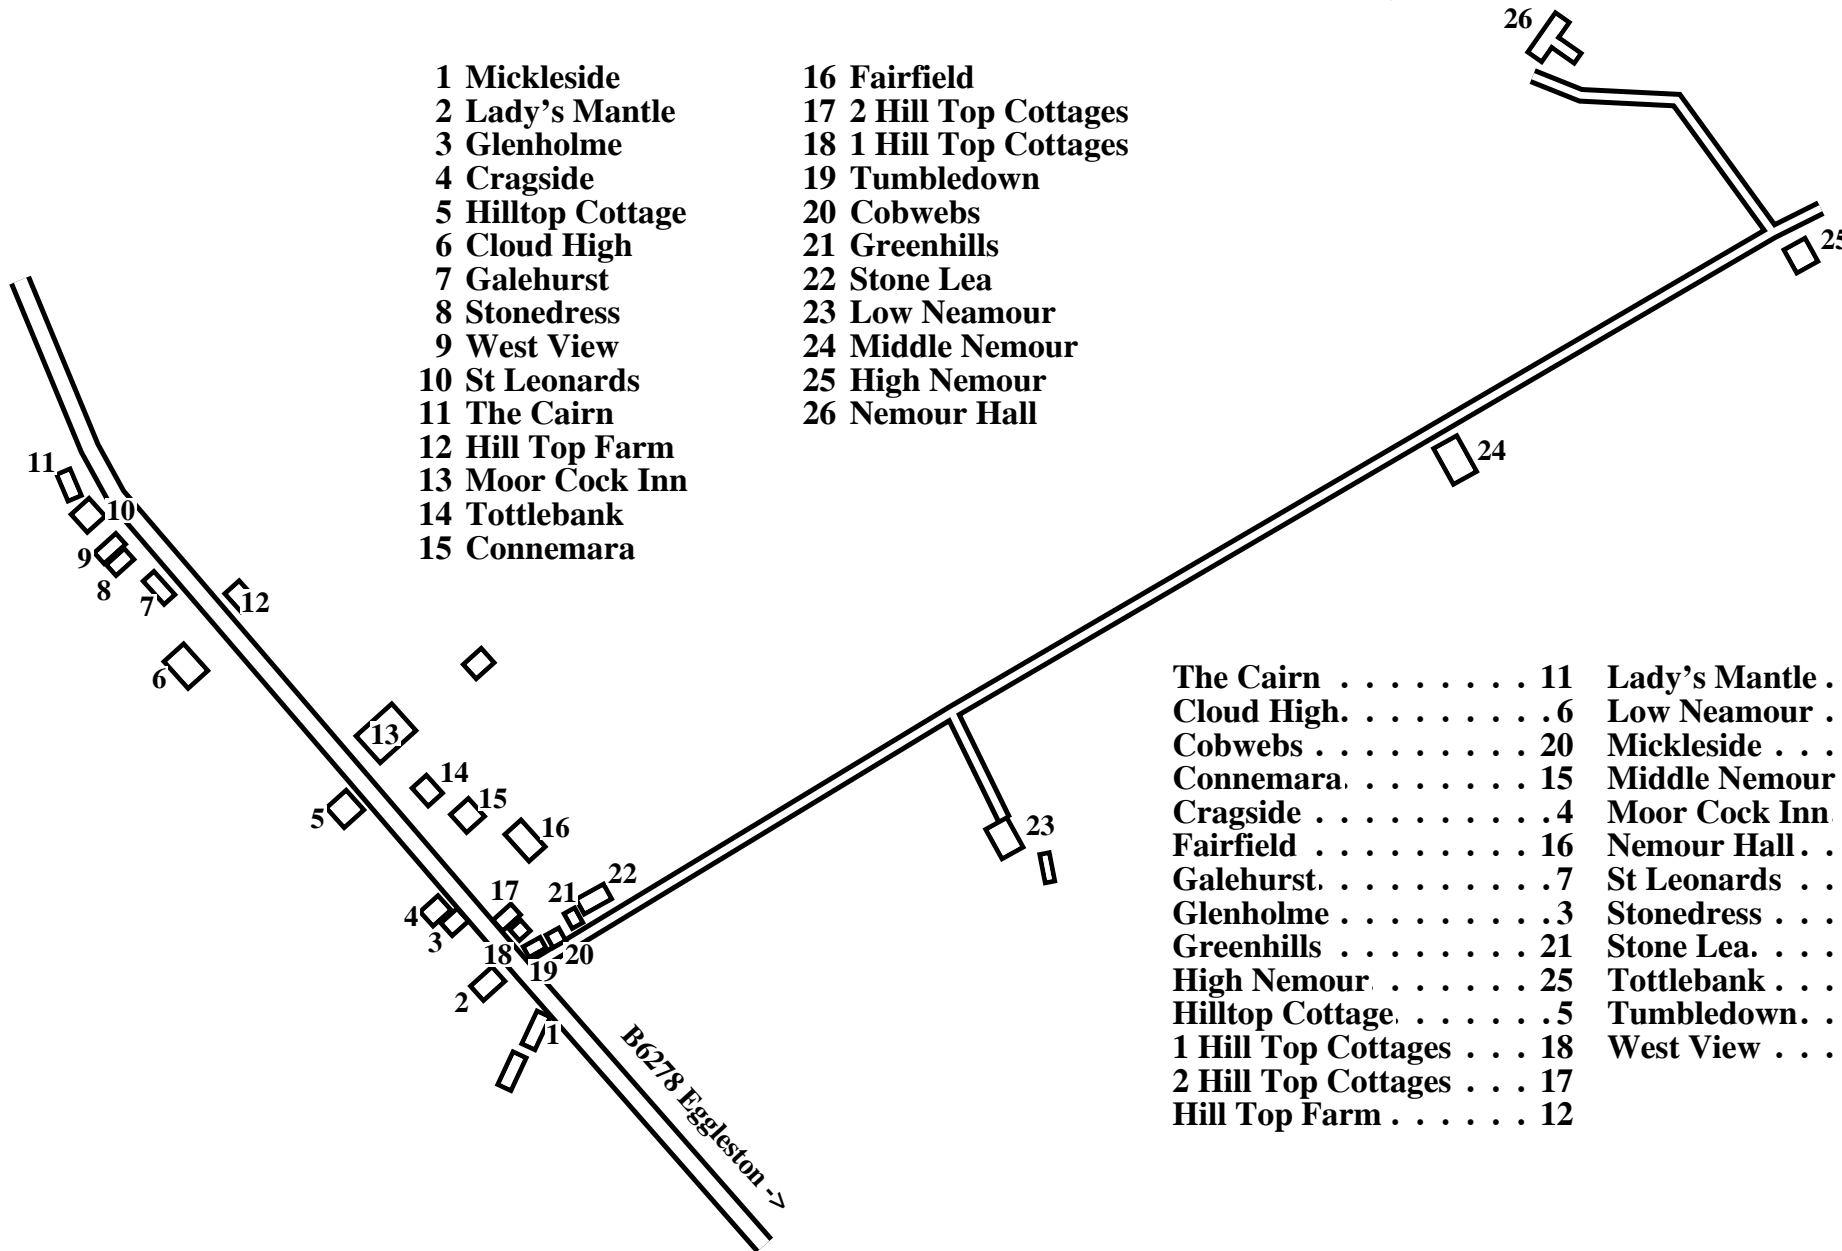 1 Mickleside
2 Lady's Mantle
3 Glenholme
4 Cragside
5 Hilltop Cottage
6 Cloud High
7 Galehurst
8 Stonedress
9 West View
10 St Leonards
11 The Cairn
12 Hill Top Farm
13 Moor Cock Inn
14 Tottlebank
15 Connemara
16 Fairfield
17 2 Hill Top Cottages
18 1 Hill Top Cottages
19 Tumbledown
20 Cobwebs
21 Greenhills
22 Stone Lea
23 Low Neamour
24 Middle Nemour
25 High Nemour
26 Nemour Hall
26
25
24
11
10
9
8
7
12
6
13
14
15
5
16
23
22
21
17
4
3
18
20
19
2
1
B6278 Eggleston ->
The Cairn . . . . . . . . 11
Cloud High. . . . . . . . . 6
Cobwebs . . . . . . . . . 20
Connemara. . . . . . . . 15
Cragside . . . . . . . . . . 4
Fairfield . . . . . . . . . 16
Galehurst. . . . . . . . . . 7
Glenholme . . . . . . . . . 3
Greenhills . . . . . . . . 21
High Nemour. . . . . . . 25
Hilltop Cottage. . . . . . . 5
1 Hill Top Cottages . . . 18
2 Hill Top Cottages . . . 17
Hill Top Farm . . . . . . 12
Lady's Mantle .
Low Neamour .
Mickleside . . .
Middle Nemour
Moor Cock Inn.
Nemour Hall . .
St Leonards . .
Stonedress . . .
Stone Lea. . . .
Tottlebank . . .
Tumbledown. .
West View . . .